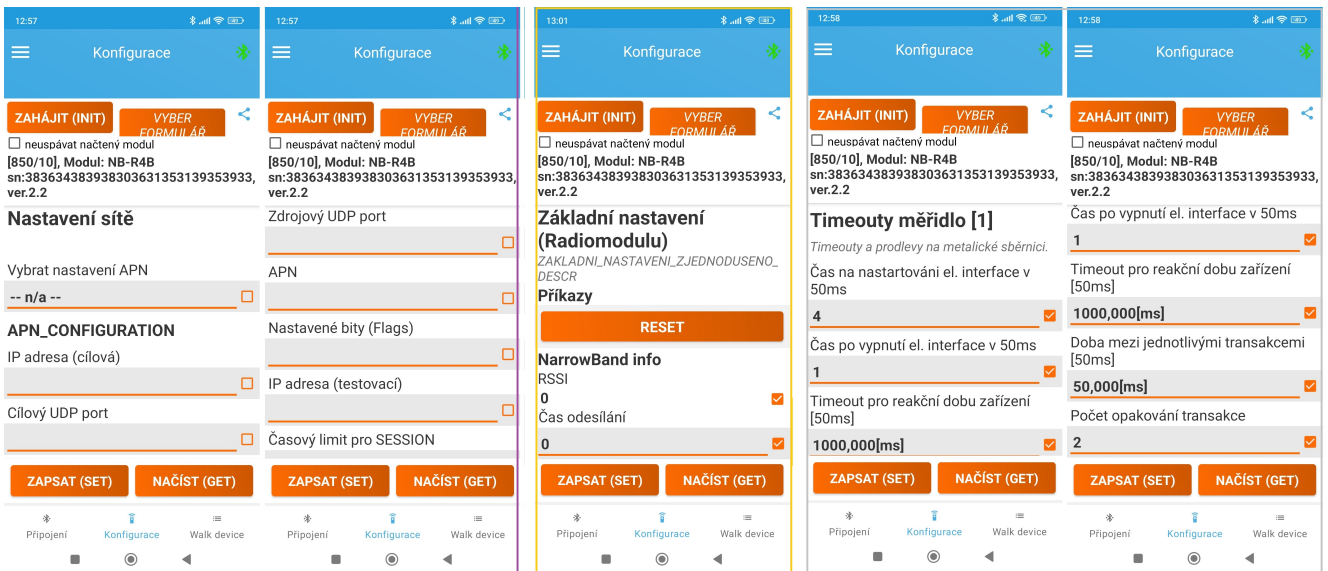 12:57
Konfigurace
ZAHÁJIT (INIT)
VYBER
FORMULÁŘ
neuspávat načtený modul
[850/10], Modul: NB-R4B
sn:38363438393830363131353139353933,
ver.2.2
Nastavení sítě
Vybrat nastavení APN
-- n/a --
APN_CONFIGURATION
IP adresa (cílová)
Cílový UDP port
ZAPSAT (SET)
NAČÍST (GET)
Připojení
Konfigurace
Walk device
12:57
Konfigurace
ZAHÁJIT (INIT)
VYBER
FORMULÁŘ
neuspávat načtený modul
[850/10], Modul: NB-R4B
sn:38363438393830363131353139353933,
ver.2.2
Zdrojový UDP port
APN
Nastavené bity (Flags)
IP adresa (testovací)
Časový limit pro SESSION
ZAPSAT (SET)
NAČÍST (GET)
Připojení
Konfigurace
Walk device
13:01
Konfigurace
ZAHÁJIT (INIT)
VYBER
FORMULÁŘ
neuspávat načtený modul
[850/10], Modul: NB-R4B
sn:38363438393830363131353139353933,
ver.2.2
Základní nastavení
(Radiomodulu)
ZAKLADNI_NASTAVENI_ZJEDNODUSENO_
DESCR
Příkazy
RESET
NarrowBand info
RSSI
0
Čas odesílání
0
ZAPSAT (SET)
NAČÍST (GET)
Připojení
Konfigurace
Walk device
12:58
Konfigurace
ZAHÁJIT (INIT)
VYBER
FORMULÁŘ
neuspávat načtený modul
[850/10], Modul: NB-R4B
sn:38363438393830363131353139353933,
ver.2.2
Timeouty měřidlo [1]
Timeouty a prodlevy na metalické sběrnici.
Čas na nastartováni el. interface v
50ms
4
Čas po vypnutí el. interface v 50ms
1
Timeout pro reakční dobu zařízení
[50ms]
1000,000[ms]
ZAPSAT (SET)
NAČÍST (GET)
Připojení
Konfigurace
Walk device
12:58
Konfigurace
ZAHÁJIT (INIT)
VYBER
FORMULÁŘ
neuspávat načtený modul
[850/10], Modul: NB-R4B
sn:38363438393830363131353139353933,
ver.2.2
Čas po vypnutí el. interface v 50ms
1
Timeout pro reakční dobu zařízení
[50ms]
1000,000[ms]
Doba mezi jednotlivými transakcemi
[50ms]
50,000[ms]
Počet opakování transakce
2
ZAPSAT (SET)
NAČÍST (GET)
Připojení
Konfigurace
Walk device